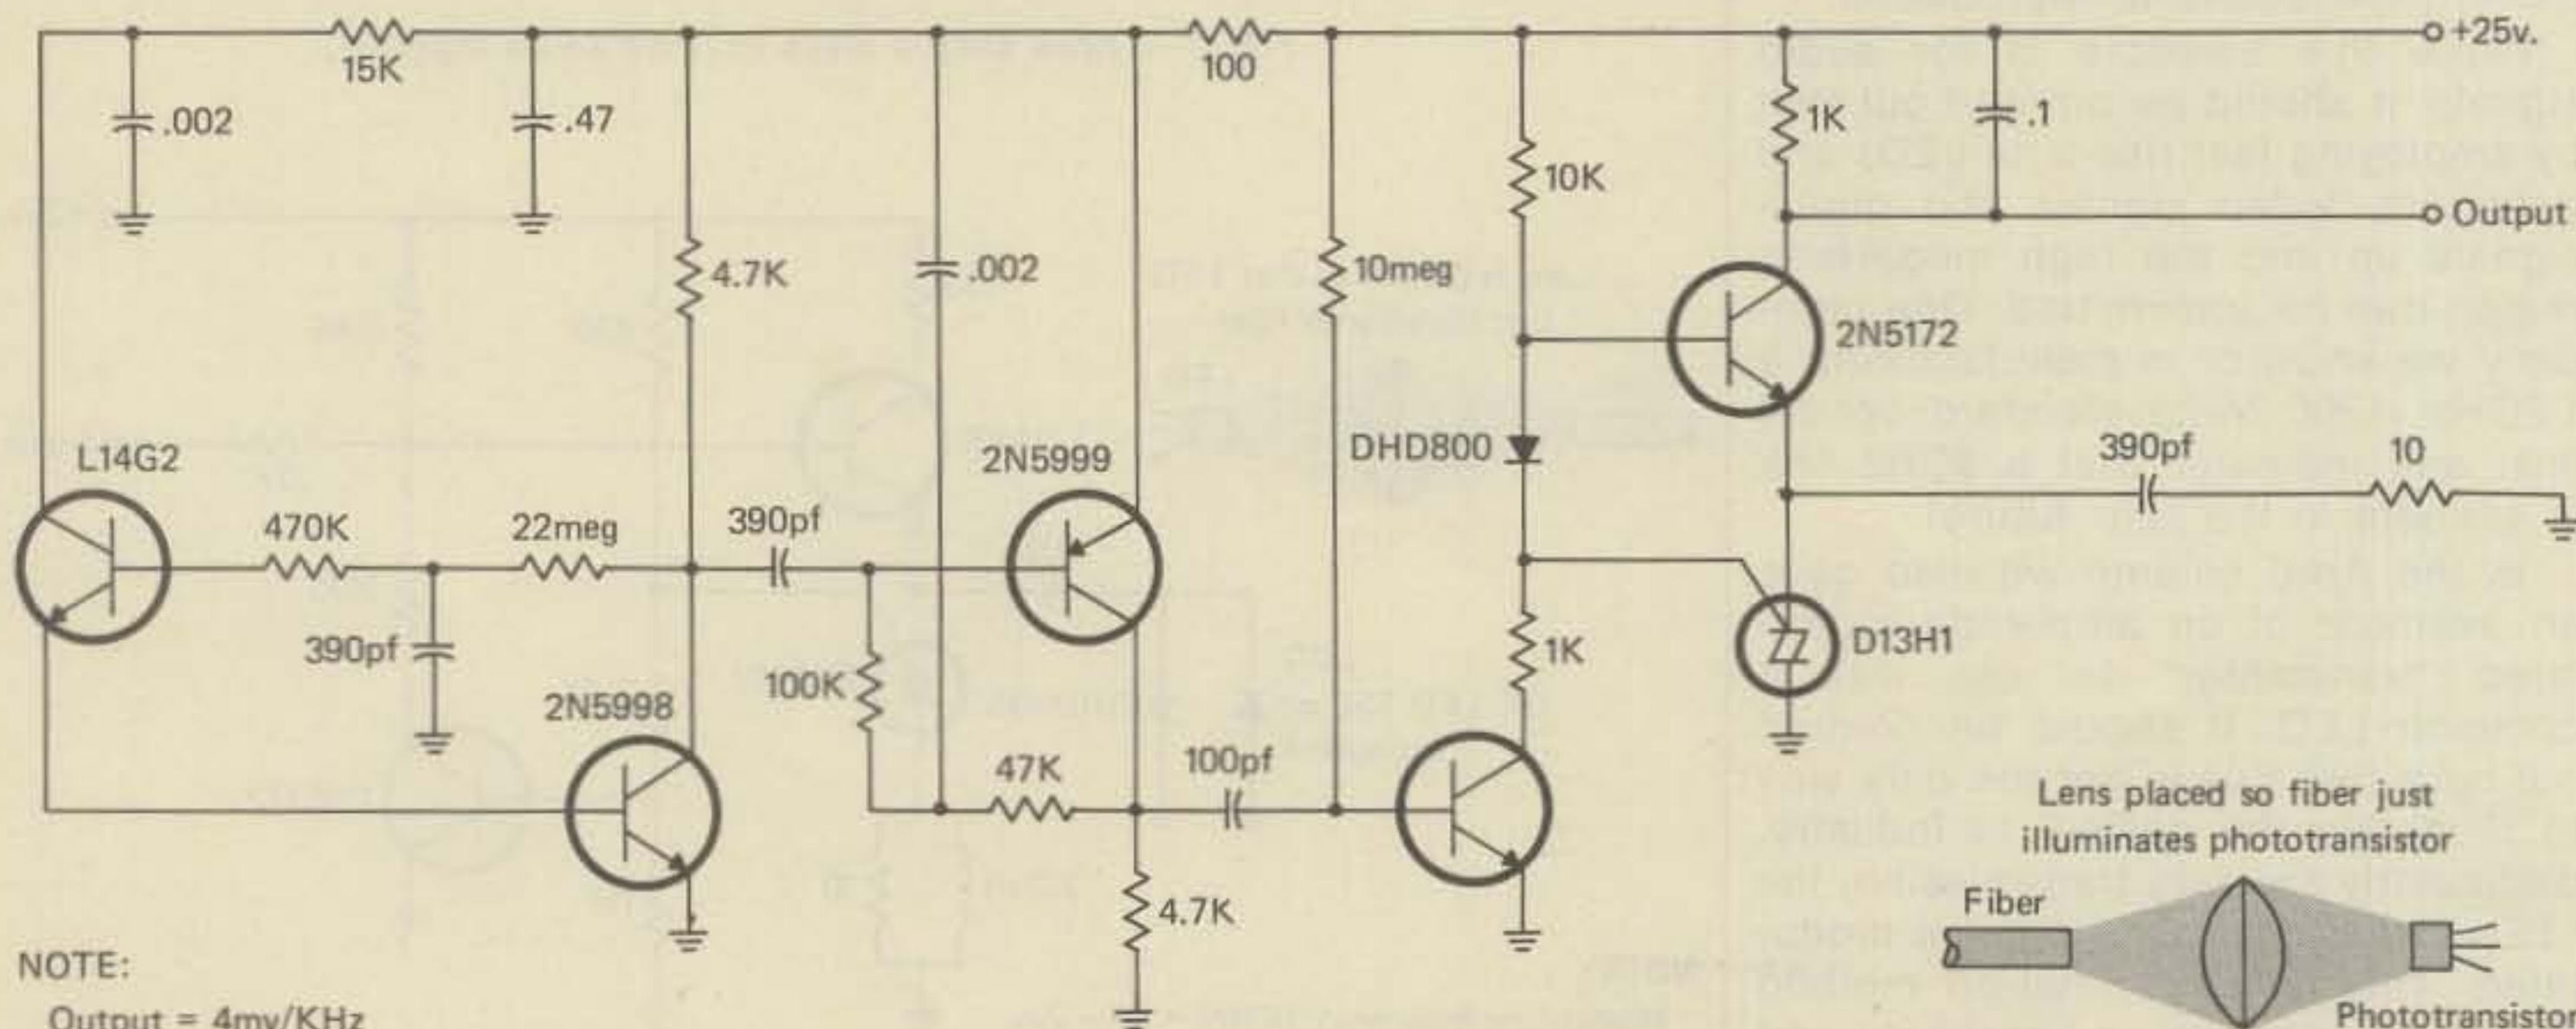 +25v.
15K
100
.002
.47
1K
.1
10K
Output
4.7K
.002
10meg
2N5172
L14G2
2N5999
DHD800
390pf
10
470K
22meg
390pf
390pf
100K
1K
D13H1
2N5998
47K
100pf
Lens placed so fiber just
illuminates phototransistor
4.7K
Fiber
NOTE:
Output = 4mv/KHz
Phototransistor